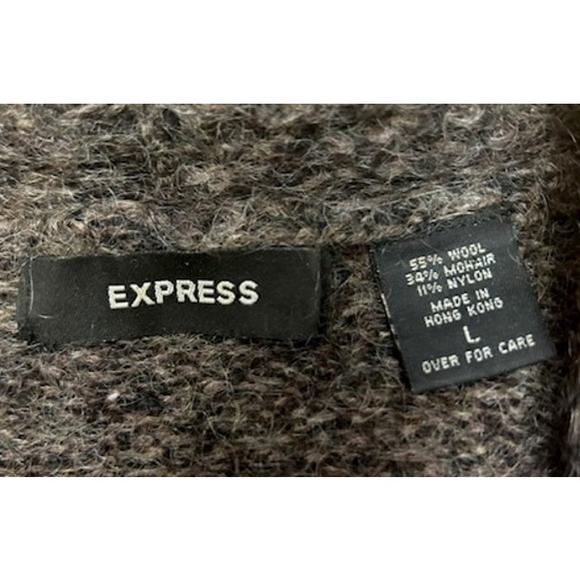 EXPRESS
55% WOOL
34% MOHAIR
11% NYLON
MADE IN
HONG KONG
L
OVER FOR CARE